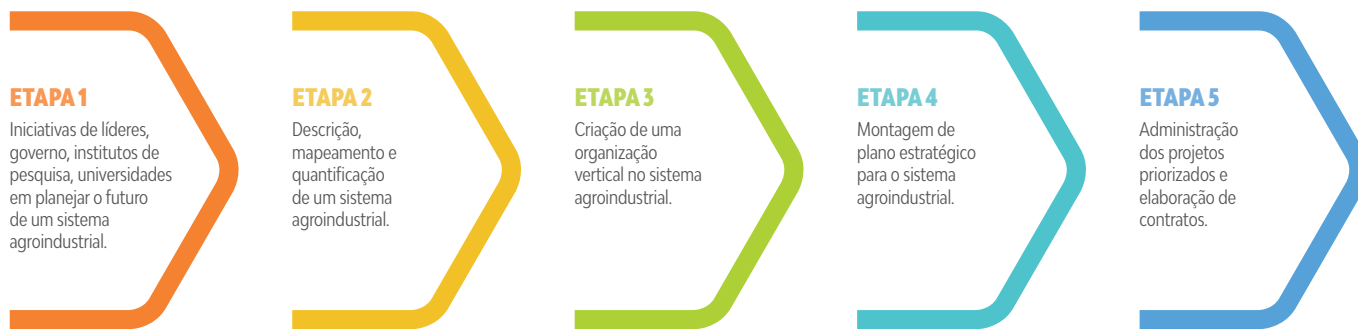 ETAPA 1
Iniciativas de líderes,
governo, institutos de
pesquisa, universidades
em planejar o futuro
de um sistema
agroindustrial.
ETAPA 2
Descrição,
mapeamento e
quantificação
de um sistema
agroindustrial.
ETAPA 3
Criação de uma
organização
vertical no sistema
agroindustrial.
ETAPA 4
Montagem de
plano estratégico
para o sistema
agroindustrial.
ETAPA 5
Administração
dos projetos
priorizados e
elaboração de
contratos.